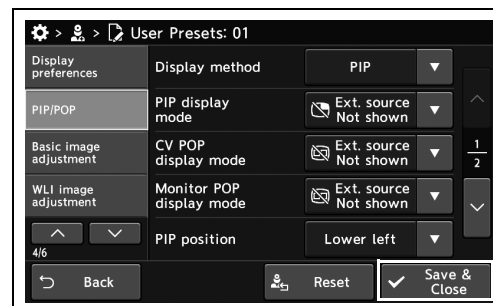 > > User Presets: 01
Display
preferences
PIP/POP
Basic image
adjustment
WLI image
adjustment
4/6
Display method
PIP
PIP display
mode
Ext. source
Not shown
CV POP
display mode
Ext. source
Not shown
Monitor POP
display mode
Ext. source
Not shown
PIP position
Lower left
1
2
Back
Reset
Save &
Close